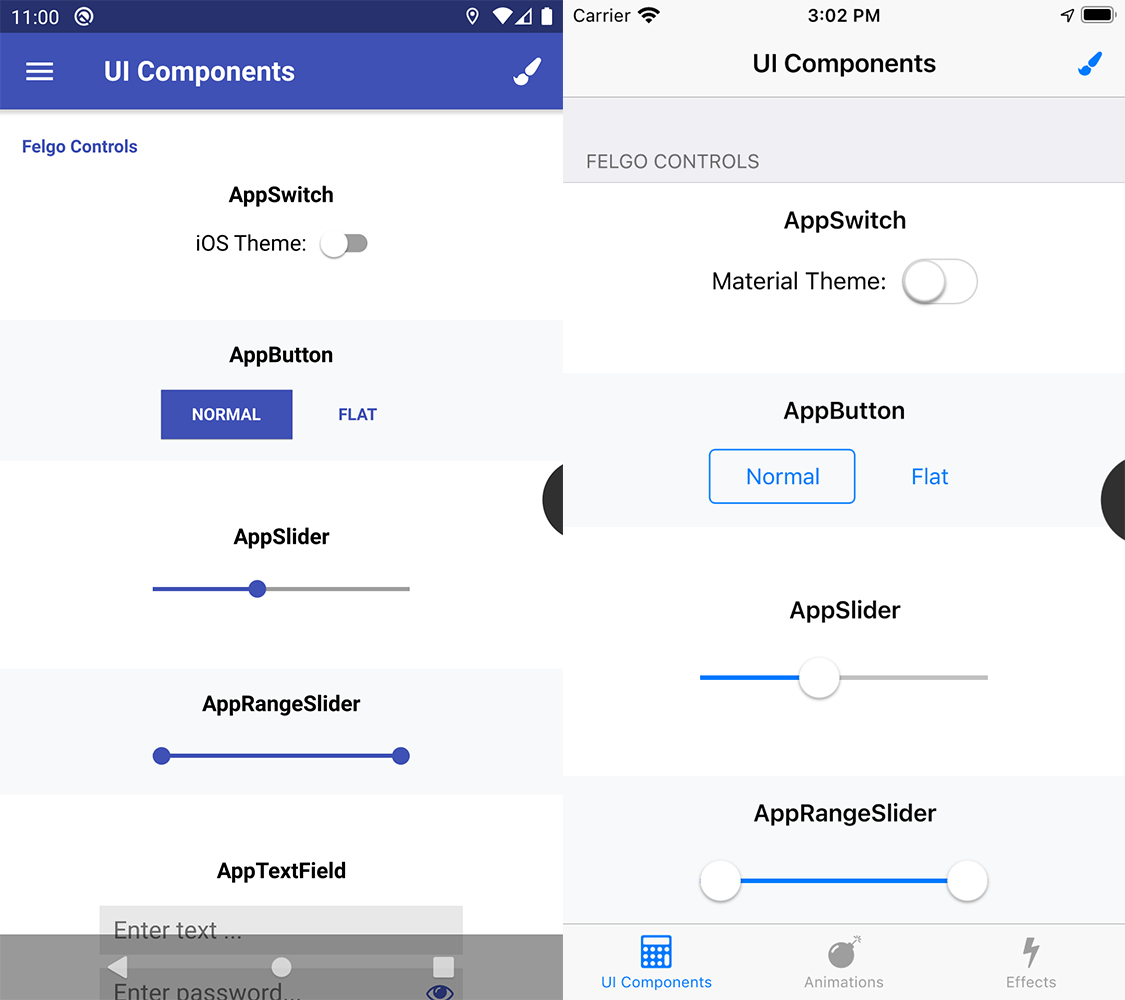 11:00
UI Components
Felgo Controls
AppSwitch
iOS Theme:
AppButton
NORMAL FLAT
AppSlider
AppRangeSlider
AppTextField
Enter text ...
Enter password...
Carrier 3:02 PM
UI Components
FELGO CONTROLS
AppSwitch
Material Theme:
AppButton
Normal Flat
AppSlider
AppRangeSlider
UI Components Animations Effects